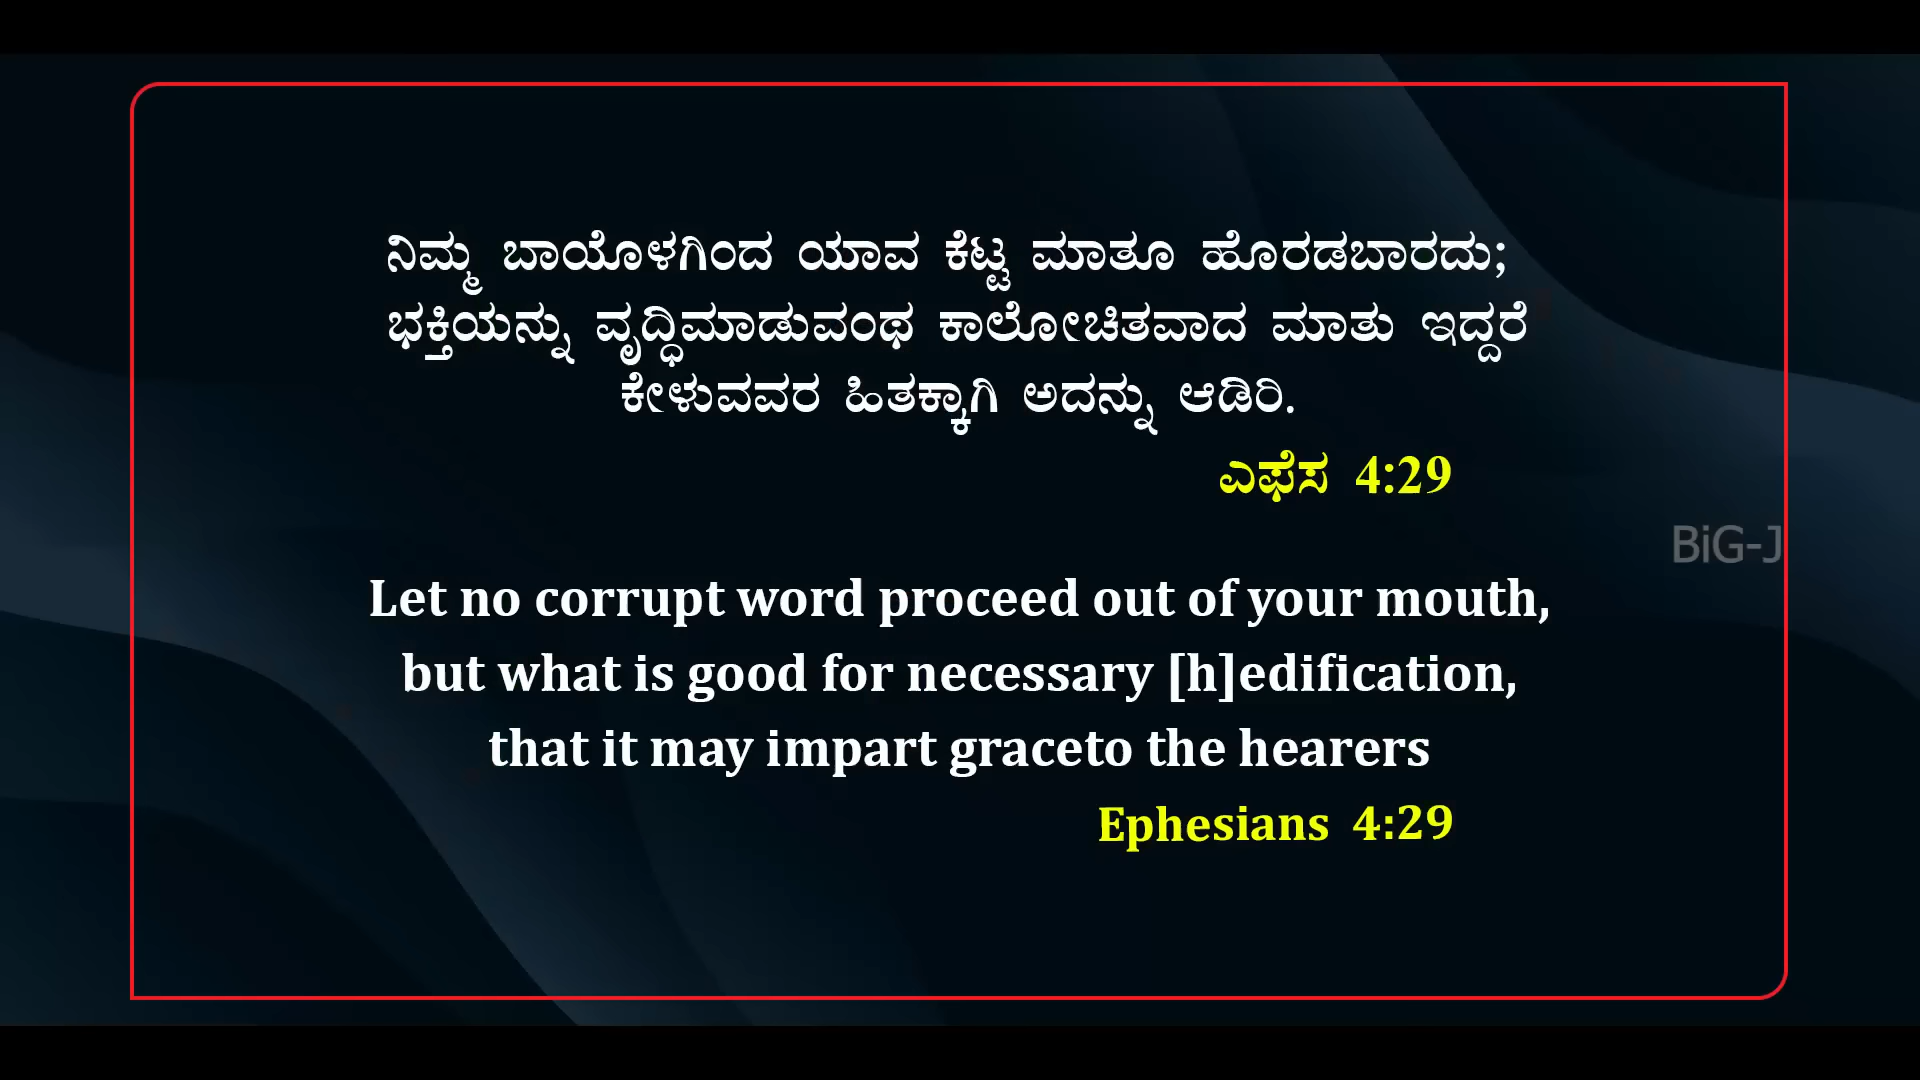 ನಿಮ್ಮ ಬಾಯೊಳಗಿಂದ ಯಾವ ಕೆಟ್ಟ ಮಾತೂ ಹೊರಡಬಾರದು;
ಭಕ್ತಿಯನ್ನು ವೃದ್ಧಿಮಾಡುವಂಥ ಕಾಲೋಚಿತವಾದ ಮಾತು ಇದ್ದರೆ
ಕೇಳುವವರ ಹಿತಕ್ಕಾಗಿ ಅದನ್ನು ಆಡಿರಿ.
ಎಫೆಸ 4:29
BiG-J
Let no corrupt word proceed out of your mouth,
but what is good for necessary [h]edification,
that it may impart graceto the hearers
Ephesians 4:29